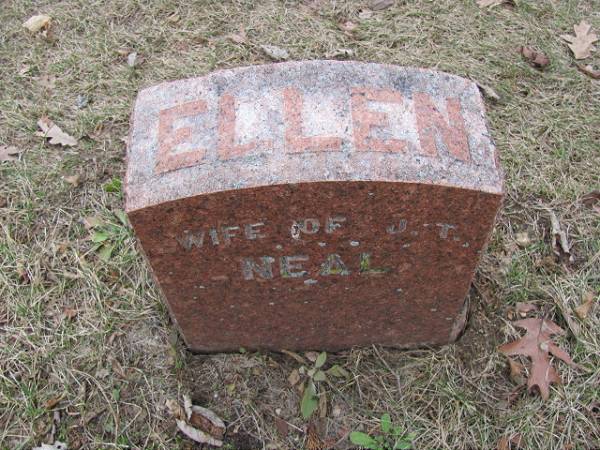 ELLEN
WIFE OF J. T.
NEAL